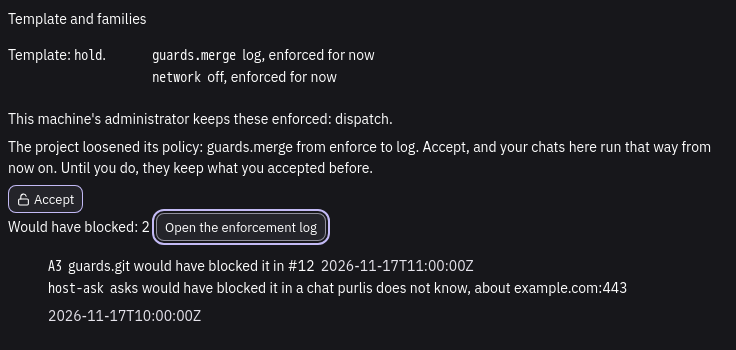 Template and families
Template: hold. guards.merge log, enforced for now
network off, enforced for now
This machine's administrator keeps these enforced: dispatch.
The project loosened its policy: guards.merge from enforce to log. Accept, and your chats here run that way from
now on. Until you do, they keep what you accepted before.
Accept
Would have blocked: 2 Open the enforcement log
A3 guards.git would have blocked it in #12 2026-11-17T11:00:00Z
host-ask asks would have blocked it in a chat purlis does not know, about example.com:443
2026-11-17T10:00:00Z